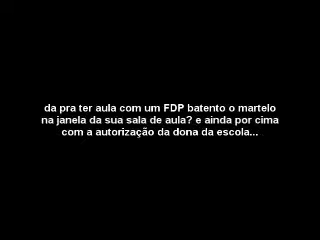 da pra ter aula com um FDP batento o martelo
na janela da sua sala de aula? e ainda por cima
com a autorização da dona da escola...